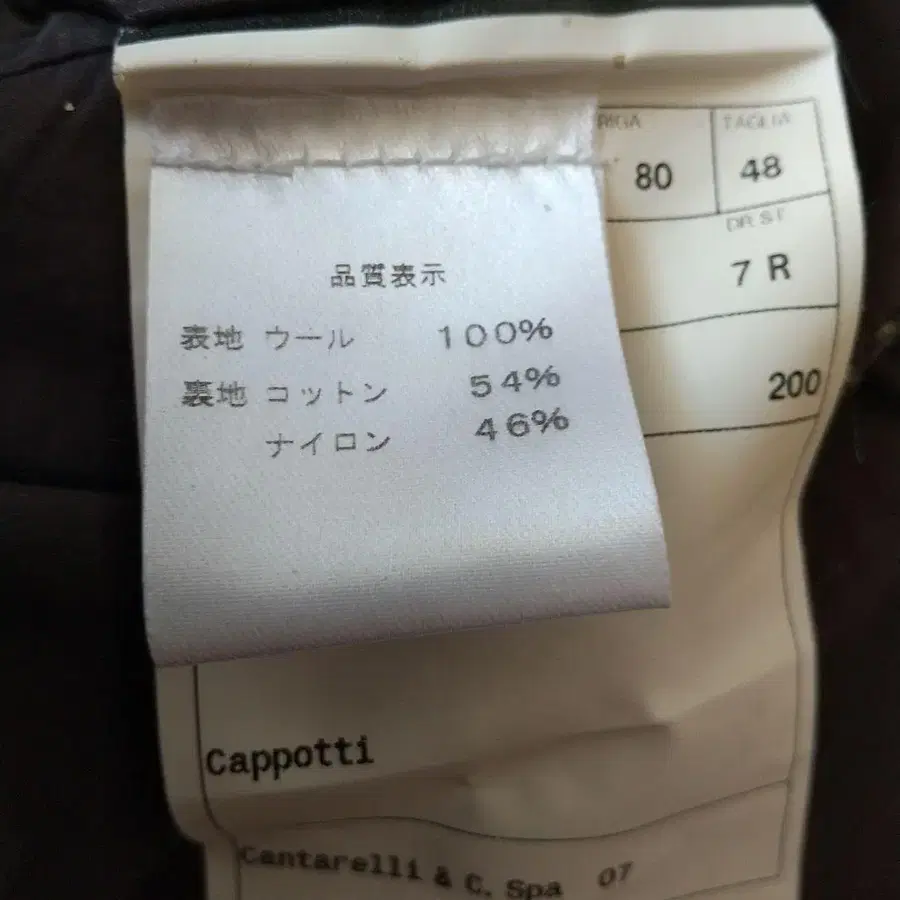 RIGA TAGLIA
80 48
DR.ST
7 R
200
品質表示
表地 ウール 100%
裏地 コットン 54%
ナイロン 46%
Cappotti
Cantarelli & C. Spa 07